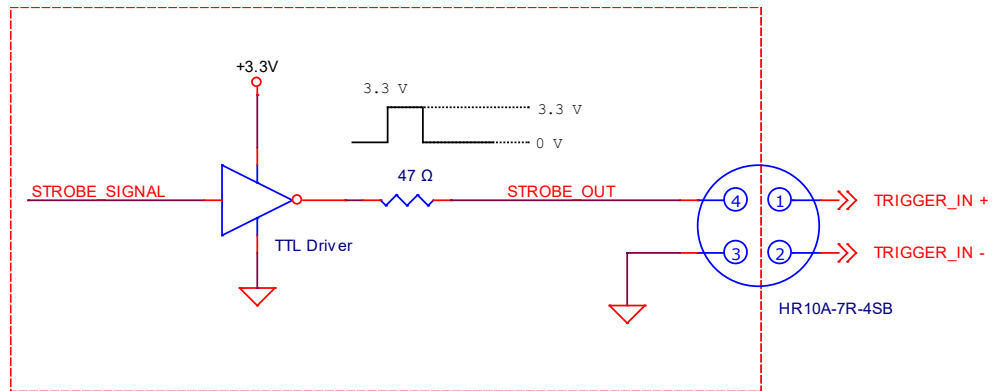 +3.3V
3.3 V
3.3 V
0 V
47 Ω
STROBE_SIGNAL
STROBE_OUT
TTL Driver
4
1
TRIGGER_IN +
3
2
TRIGGER_IN -
HR10A-7R-4SB